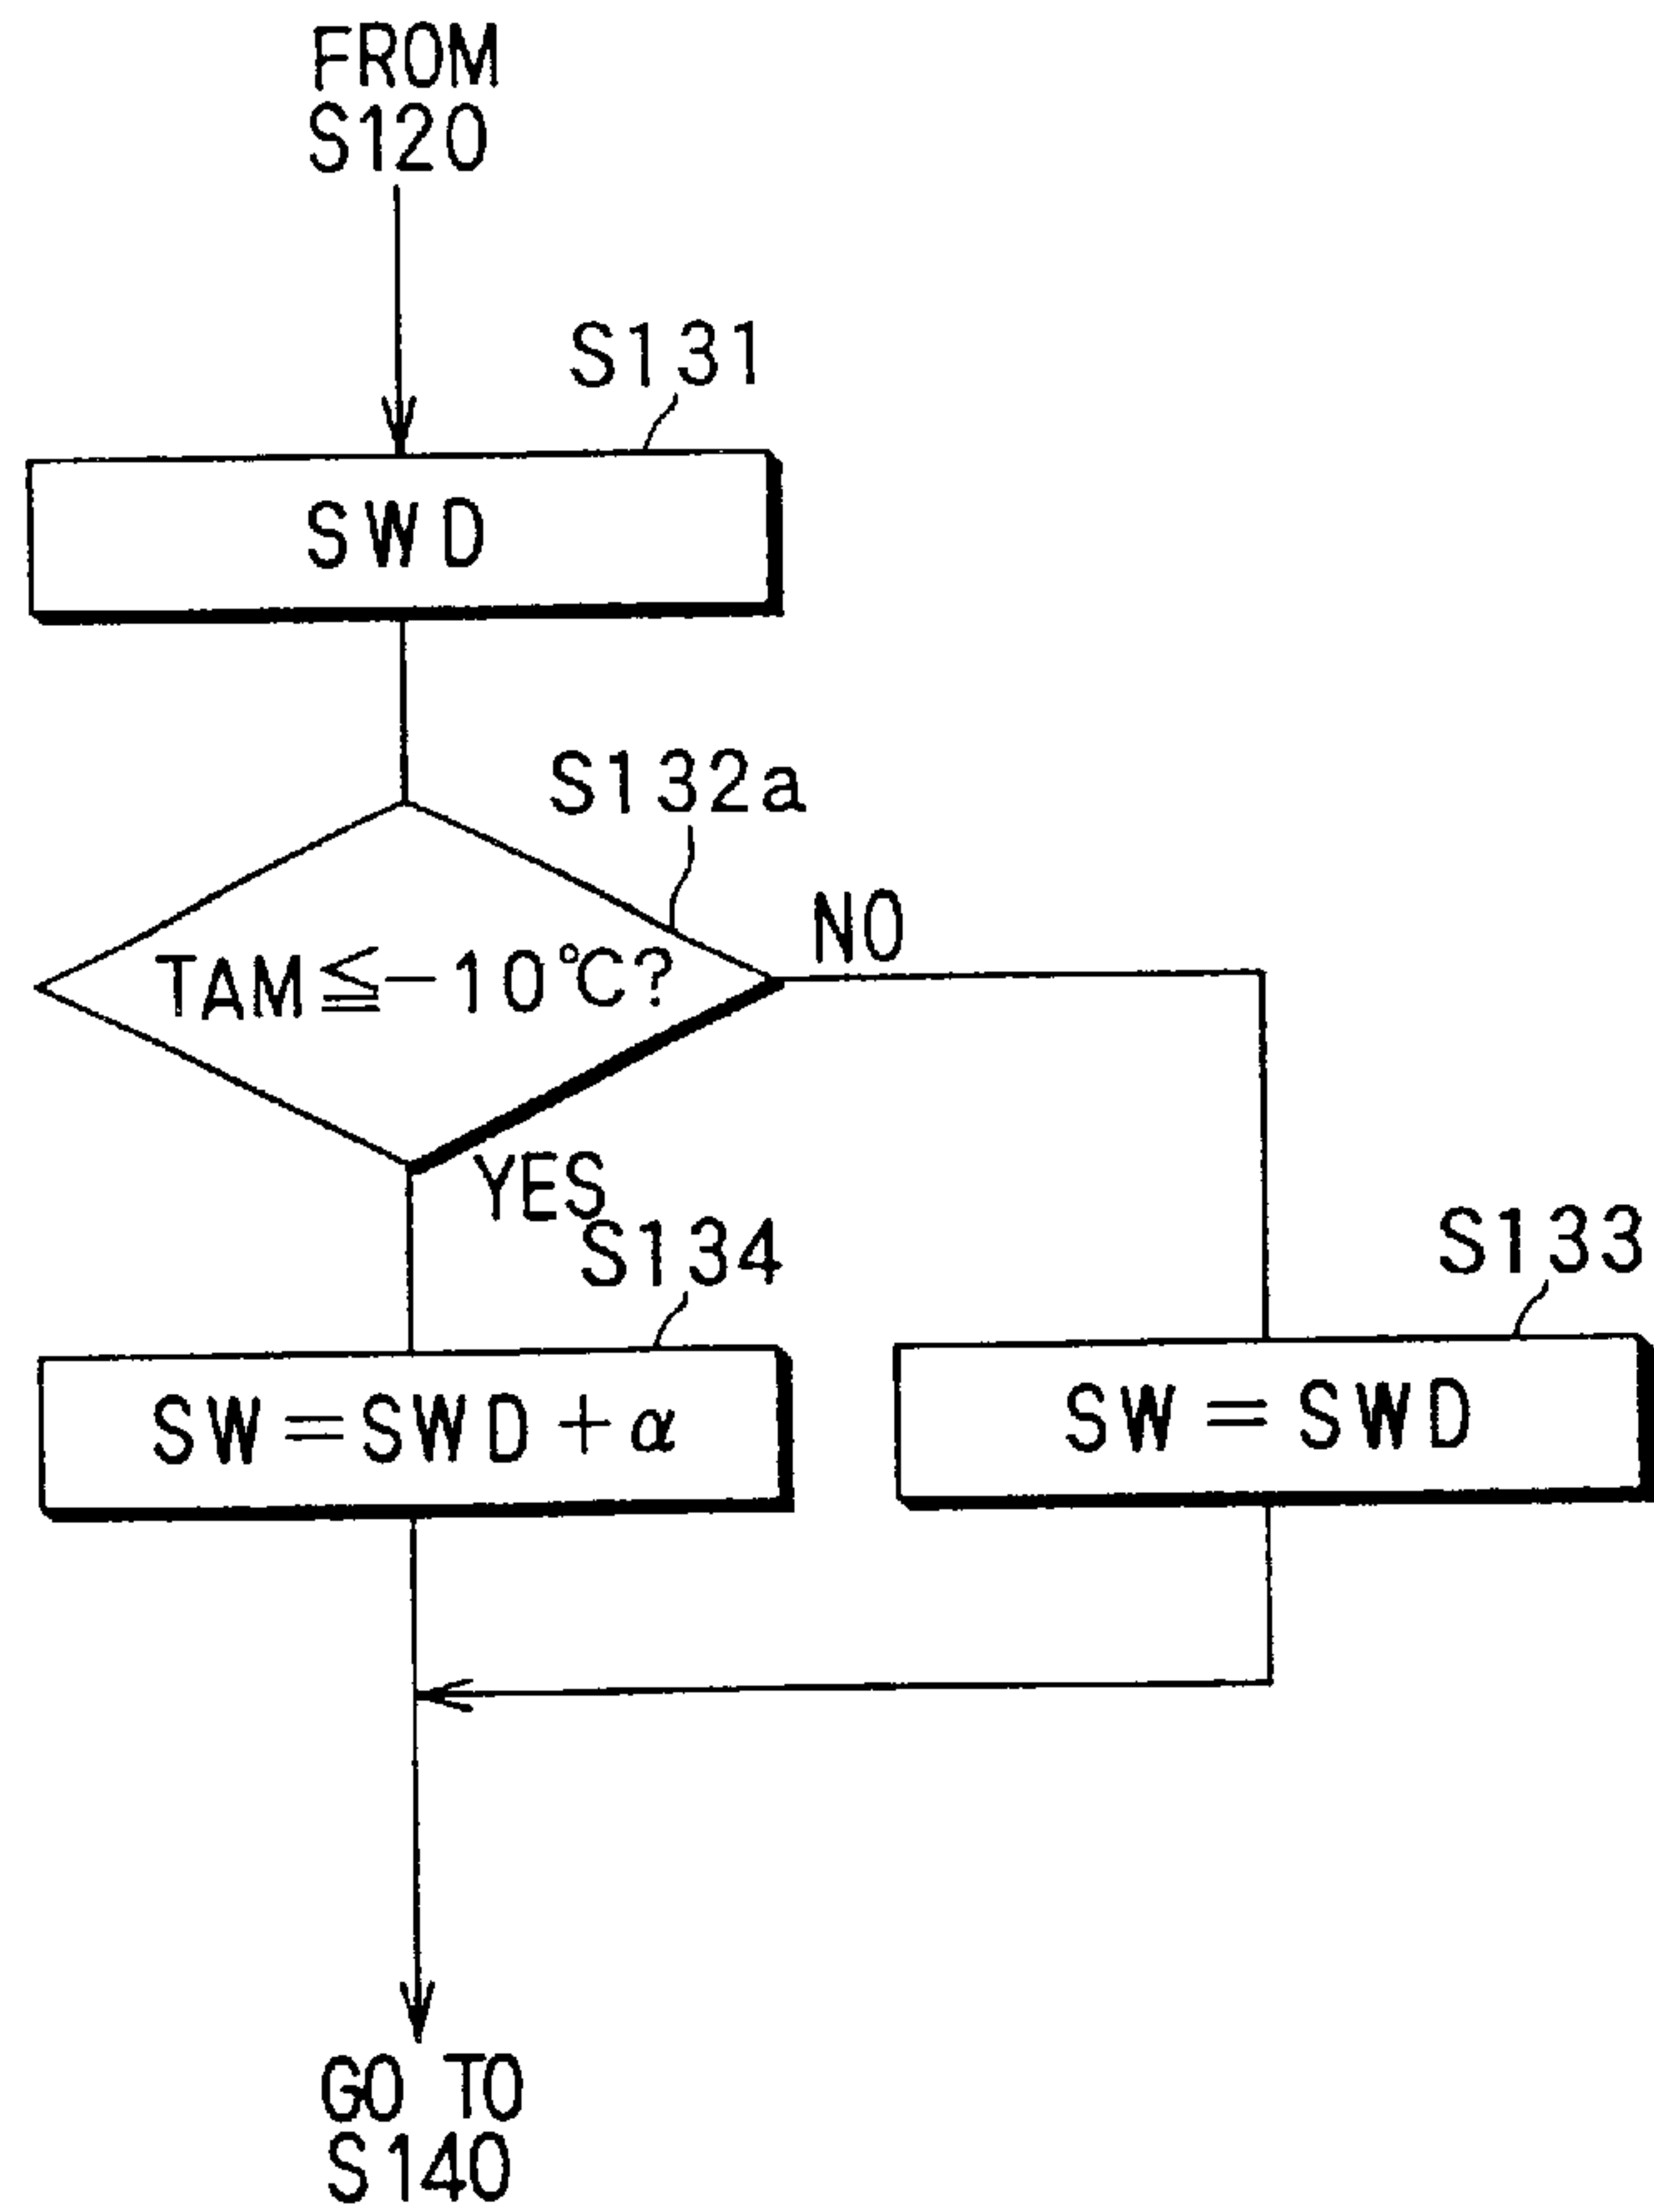 FROM
S120
S131
SWD
S132a
TAM≦-10℃?
NO
YES
S134
SW=SWD+α
S133
SW=SWD
GO TO
S140